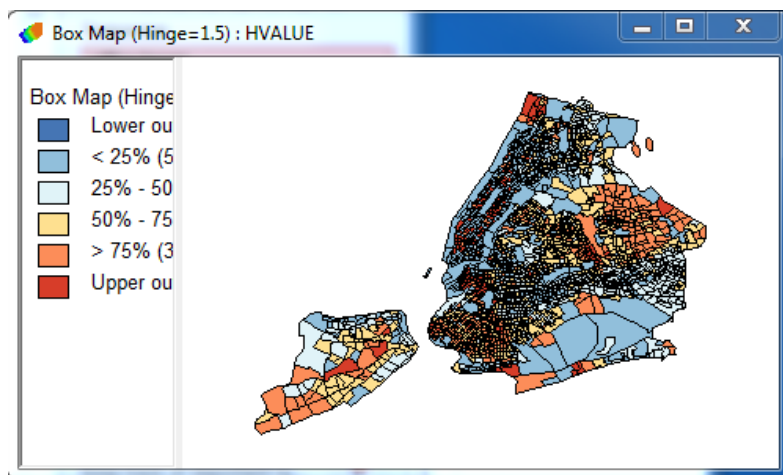 Box Map (Hinge=1.5) : HVALUE
Box Map (Hinge
Lower ou
< 25% (5
25% - 50
50% - 75
> 75% (3
Upper ou